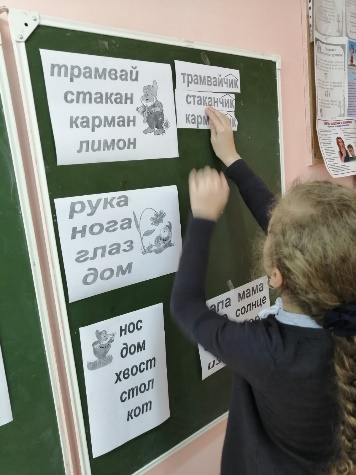 трамвай
стакан
карман
лимон
трамвайчик
стаканчик
рука
нога
глаз
дом
мама
солнце
нос
дом
хвост
стол
кот